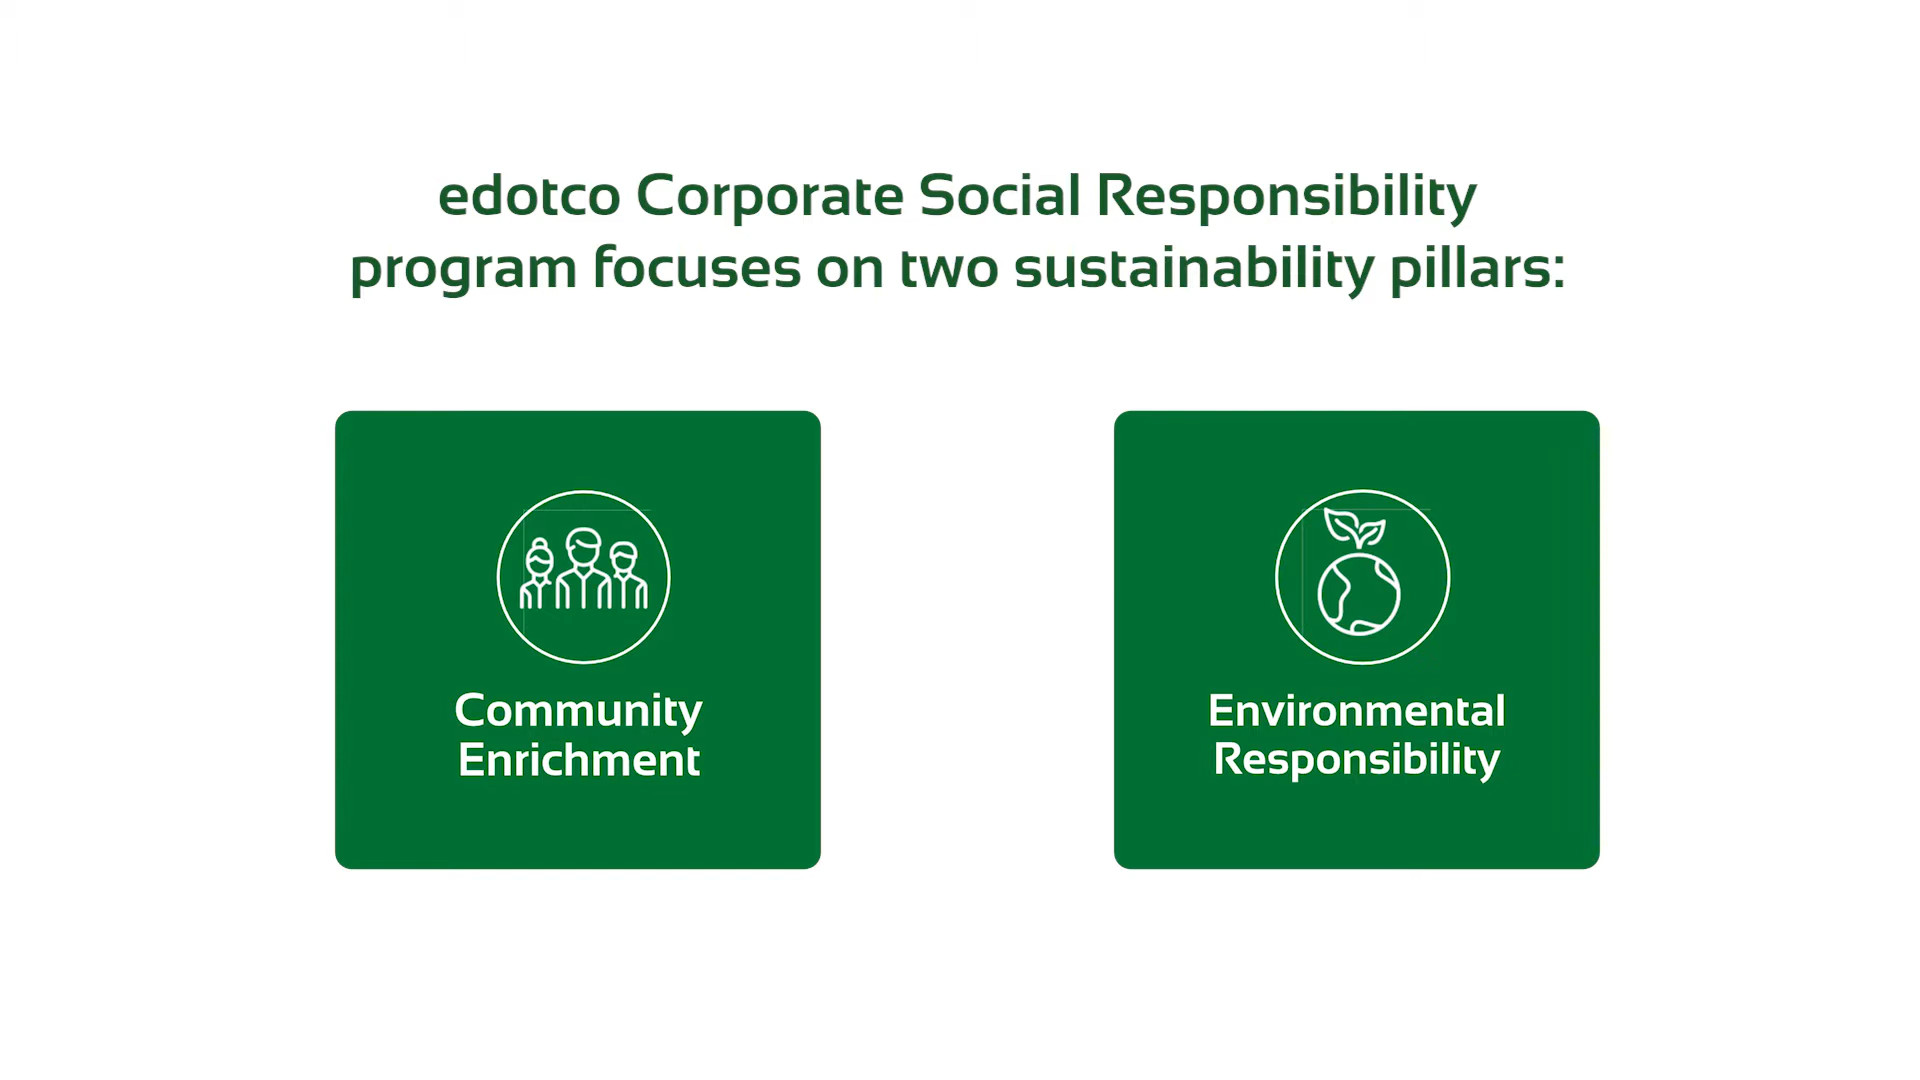 edotco Corporate Social Responsibility
program focuses on two sustainability pillars:
Community
Enrichment
Environmental
Responsibility